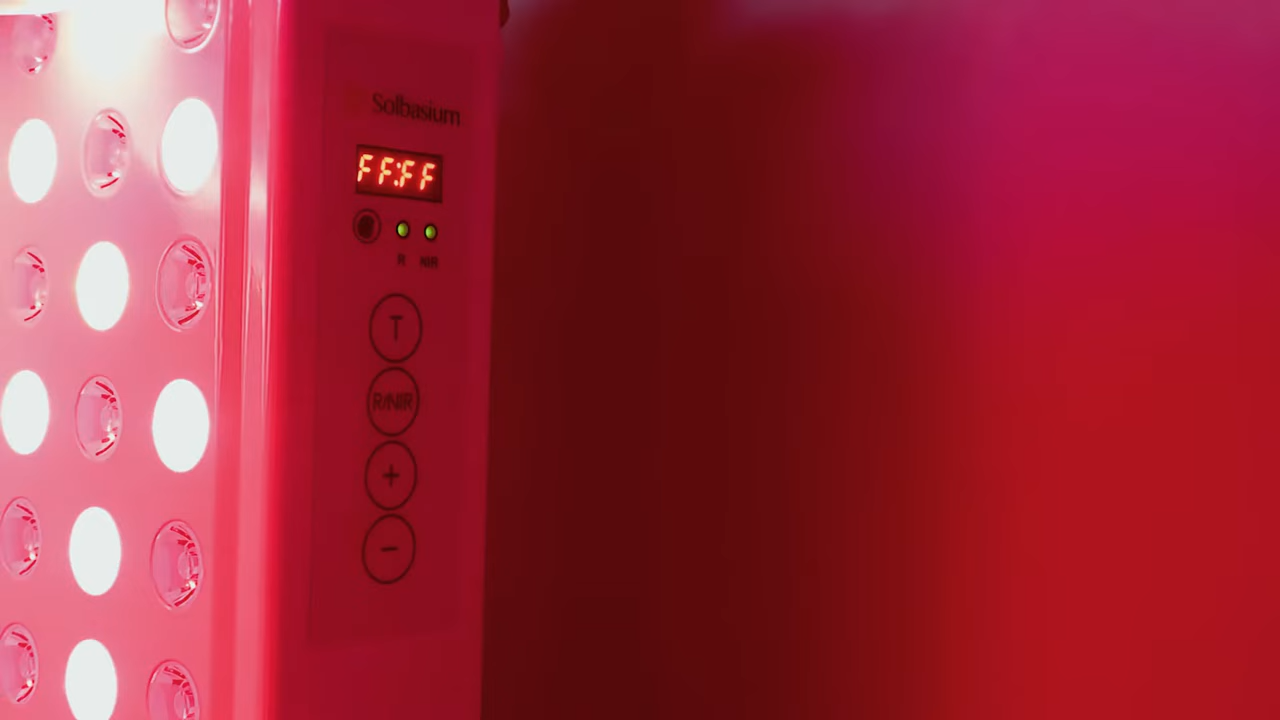 Solbasium
FF:FF
R NIR
T
R/NIR
+
−